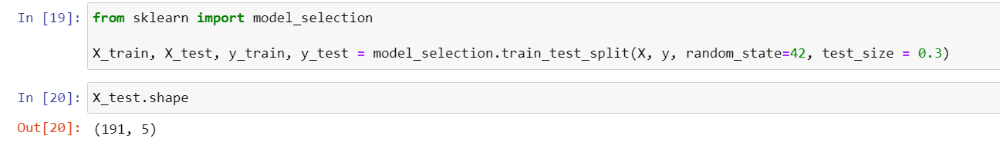 In [19]: from sklearn import model_selection
X_train, X_test, y_train, y_test = model_selection.train_test_split(X, y, random_state=42, test_size = 0.3)
In [20]: X_test.shape
Out[20]: (191, 5)